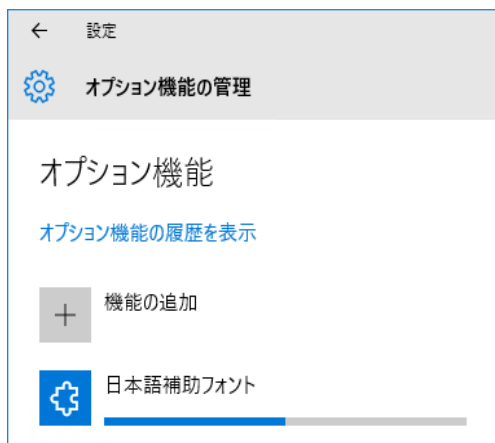 設定
オプション機能の管理
オプション機能
オプション機能の履歴を表示
機能の追加
日本語補助フォント